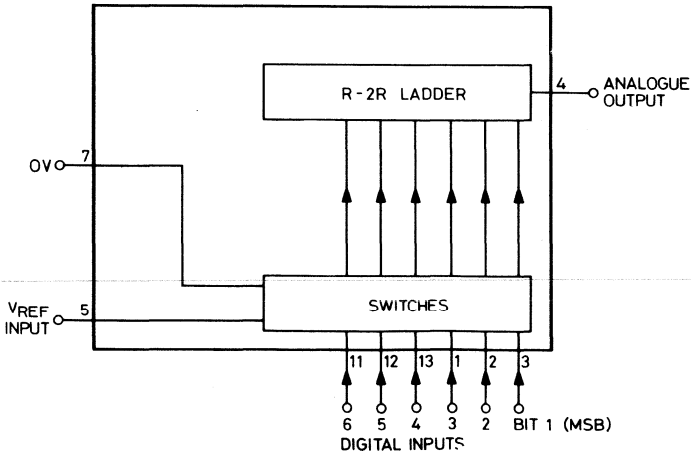 R-2R LADDER
4
ANALOGUE
OUTPUT
7
0V
SWITCHES
VREF
INPUT
5
11 12 13 1 2 3
6 5 4 3 2 BIT 1 (MSB)
DIGITAL INPUTS